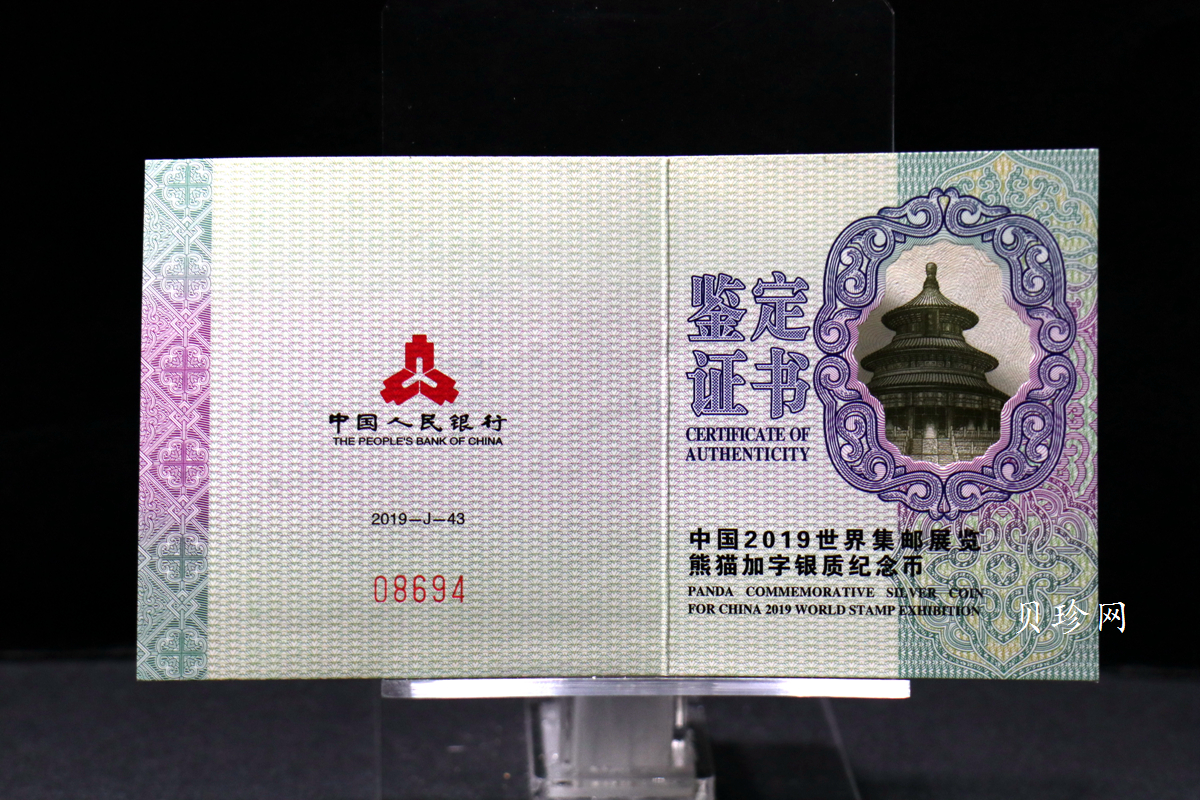 中国人民银行
THE PEOPLE'S BANK OF CHINA
2019-J-43
08694
鉴定
证书
CERTIFICATE OF
AUTHENTICITY
中国2019世界集邮展览
熊猫加字银质纪念币
PANDA COMMEMORATIVE SILVER COIN
FOR CHINA 2019 WORLD STAMP EXHIBITION
贝珍网